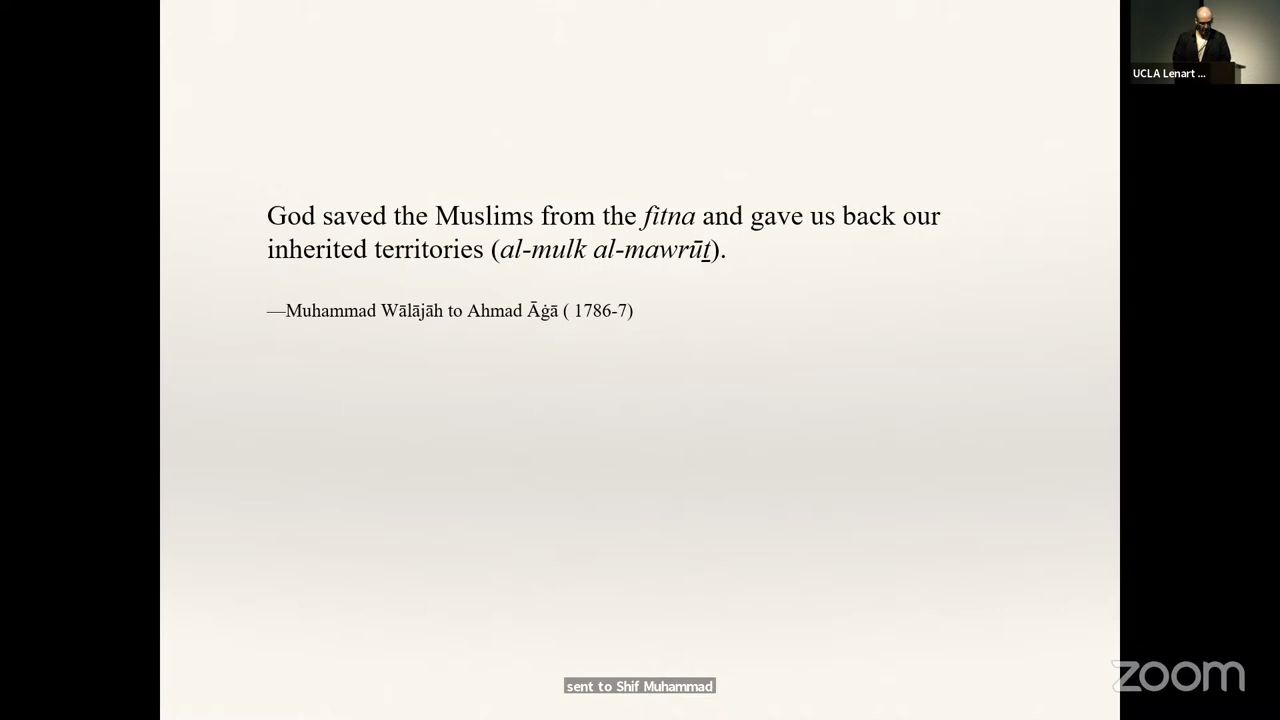 UCLA Lenart ...
God saved the Muslims from the fitna and gave us back our
inherited territories (al-mulk al-mawrūṯ).
—Muhammad Wālājāh to Ahmad Āġā ( 1786-7)
sent to Shif Muhammad
zoom